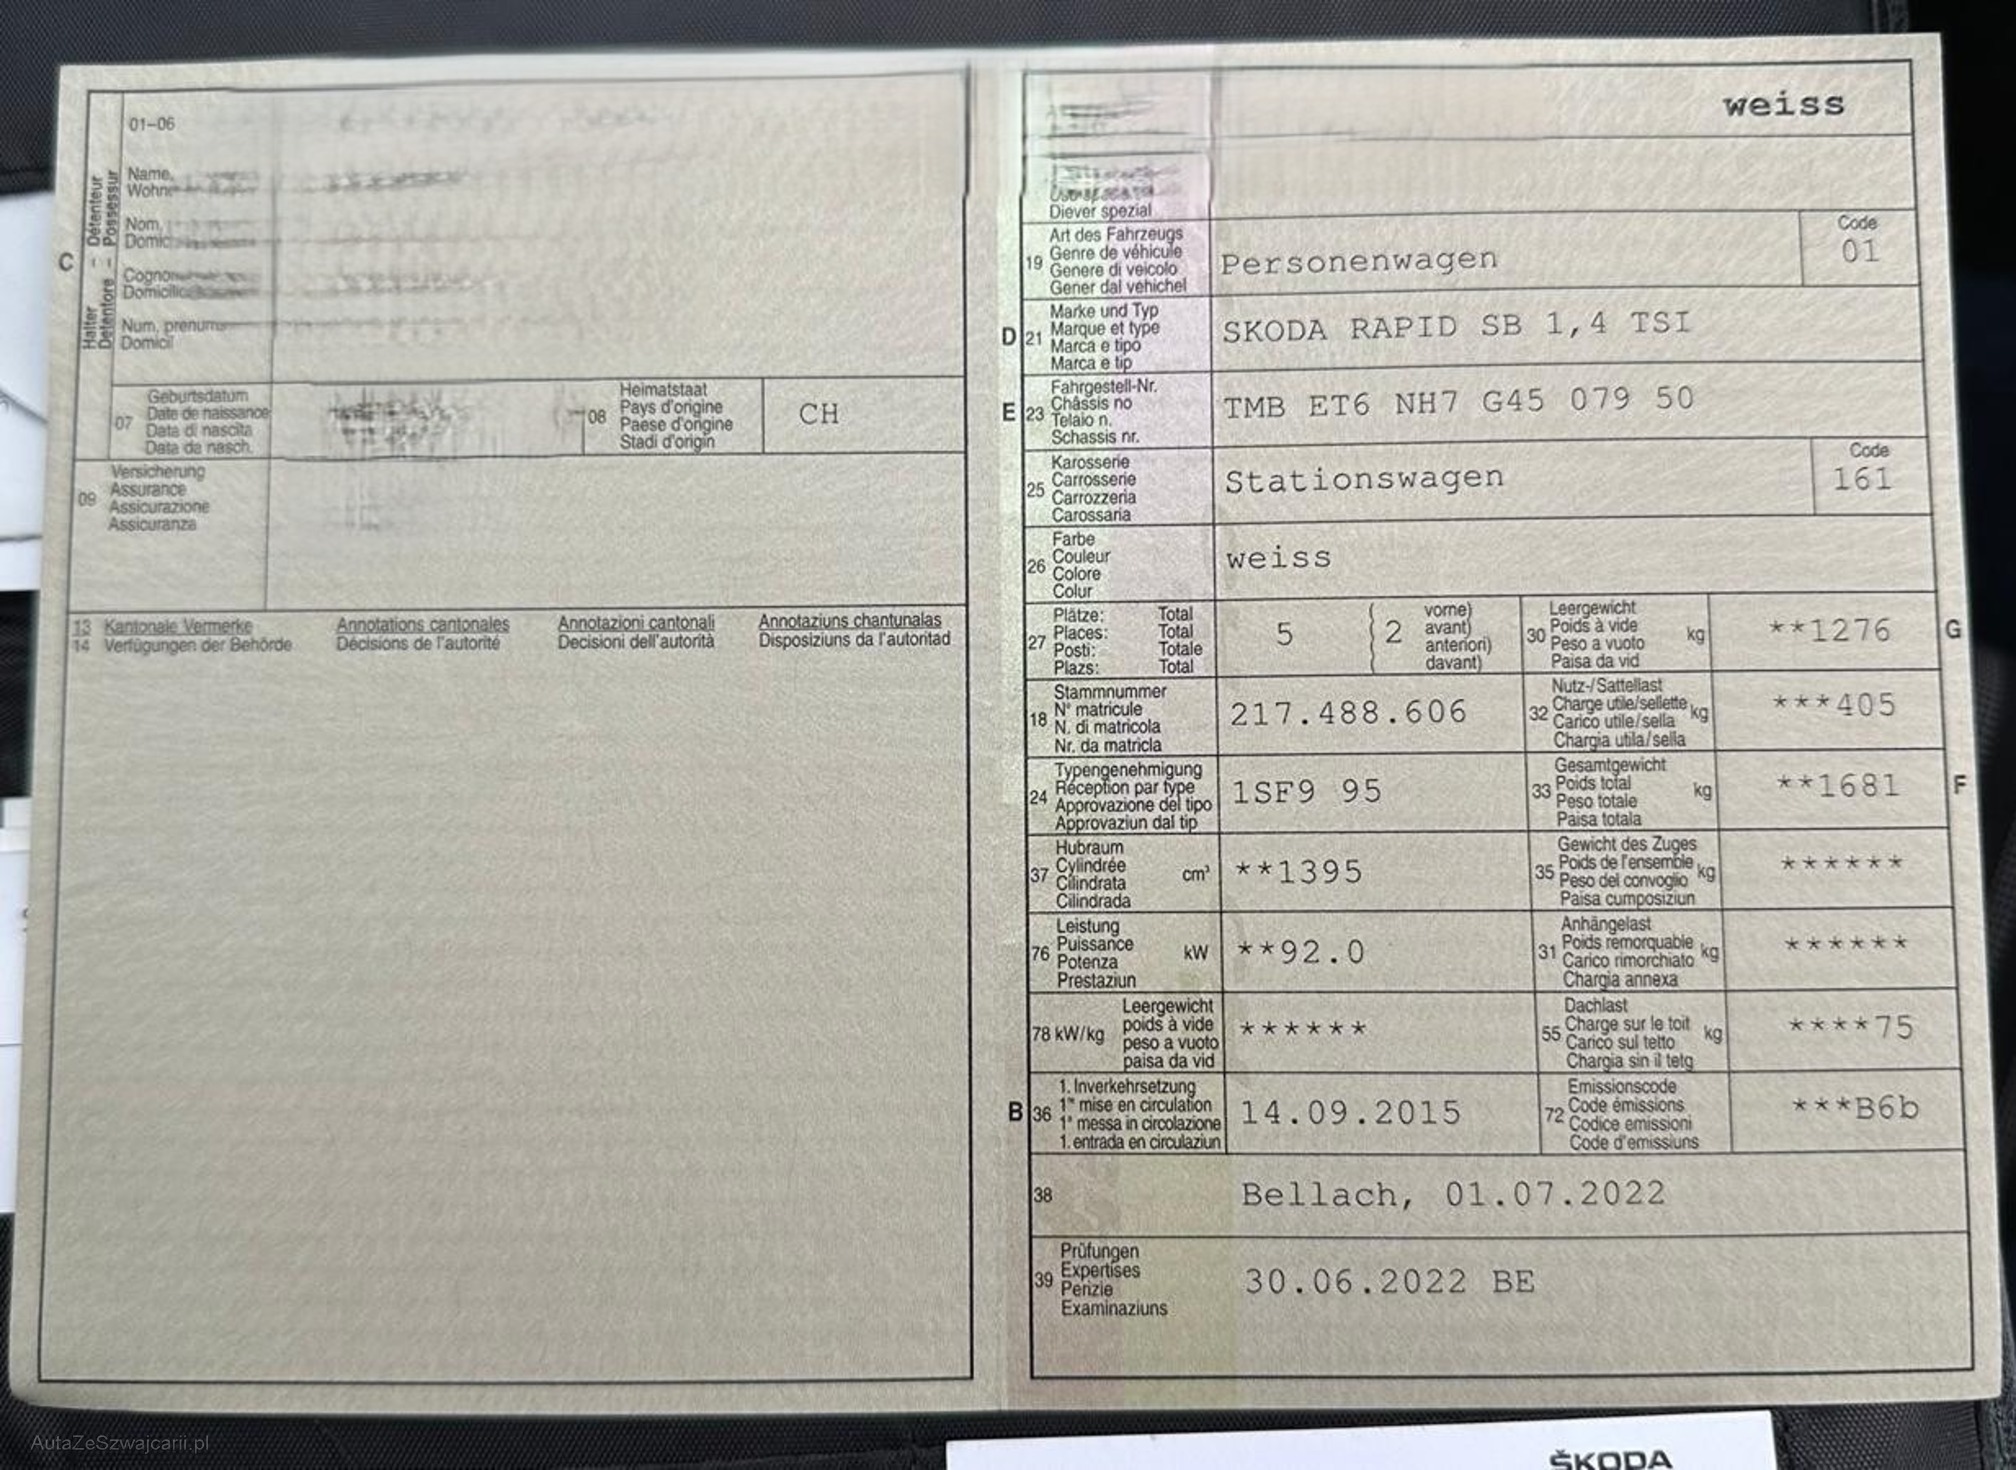 01-06
Name,
Nom,
Num, prenums
Domicil
C
Halter - Détenteur
Detentore - Possessur
07
Geburtsdatum
Date de naissance
Data di nascita
Data da nasch.
08
Heimatstaat
Pays d'origine
Paese d'origine
Stadi d'origin
CH
09
Versicherung
Assurance
Assicurazione
Assicuranza
13 Kantonale Vermerke Annotations cantonales Annotazioni cantonali Annotaziuns chantunalas
14 Verfügungen der Behörde Décisions de l'autorité Decisioni dell'autorità Disposiziuns da l'autoritad
weiss
Diever spezial
19
Art des Fahrzeugs
Genre de véhicule
Genere di veicolo
Gener dal vehichel
Personenwagen
Code
01
D 21
Marke und Typ
Marque et type
Marca e tipo
Marca e tip
SKODA RAPID SB 1,4 TSI
E 23
Fahrgestell-Nr.
Châssis no
Telaio n.
Schassis nr.
TMB ET6 NH7 G45 079 50
25
Karosserie
Carrosserie
Carrozzeria
Carossaria
Stationswagen
Code
161
26
Farbe
Couleur
Colore
Colur
weiss
27
Plätze: Total
Places: Total
Posti: Totale
Plazs: Total
5
2
vorne)
avant)
anteriori)
davant)
30
Leergewicht
Poids à vide
Peso a vuoto
Paisa da vid
kg
**1276
G
18
Stammnummer
N° matricule
N. di matricola
Nr. da matricla
217.488.606
32
Nutz-/Sattellast
Charge utile/sellette
Carico utile/sella
Chargia utila/sella
kg
***405
24
Typengenehmigung
Réception par type
Approvazione del tipo
Approvaziun dal tip
1SF9 95
33
Gesamtgewicht
Poids total
Peso totale
Paisa totala
kg
**1681
F
37
Hubraum
Cylindrée
Cilindrata
Cilindrada
cm³
**1395
35
Gewicht des Zuges
Poids de l'ensemble
Peso del convoglio
Paisa cumposiziun
kg
******
76
Leistung
Puissance
Potenza
Prestaziun
kW
**92.0
31
Anhängelast
Poids remorquable
Carico rimorchiato
Chargia annexa
kg
******
78 kW/kg
Leergewicht
poids à vide
peso a vuoto
paisa da vid
******
55
Dachlast
Charge sur le toit
Carico sul tetto
Chargia sin il tetg
kg
****75
B 36
1. Inverkehrsetzung
1re mise en circulation
1a messa in circolazione
1. entrada en circulaziun
14.09.2015
72
Emissionscode
Code émissions
Codice emissioni
Code d'emissiuns
***B6b
38
Bellach, 01.07.2022
39
Prüfungen
Expertises
Perizie
Examinaziuns
30.06.2022 BE
AutaZeSzwajcarii.pl
ŠKODA